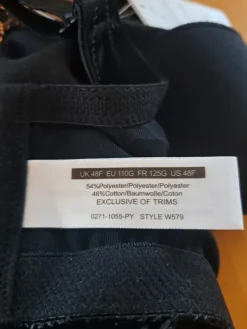 UK 48F EU 110G FR 125G US 48F
54%Polyester/Polyester/Polyester
46%Cotton/Baumwolle/Coton
EXCLUSIVE OF TRIMS
0271-1055-PY STYLE W579